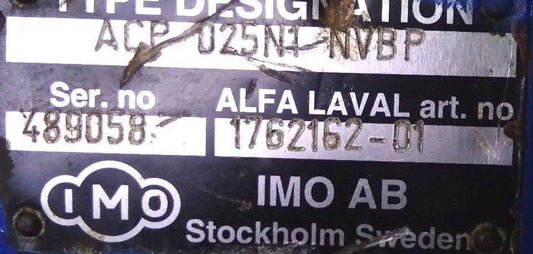 TYPE DESIGNATION
ACP 025N1 NVBP
Ser. no ALFA LAVAL art. no
489058 1762162-01
IMO IMO AB
Stockholm Sweden